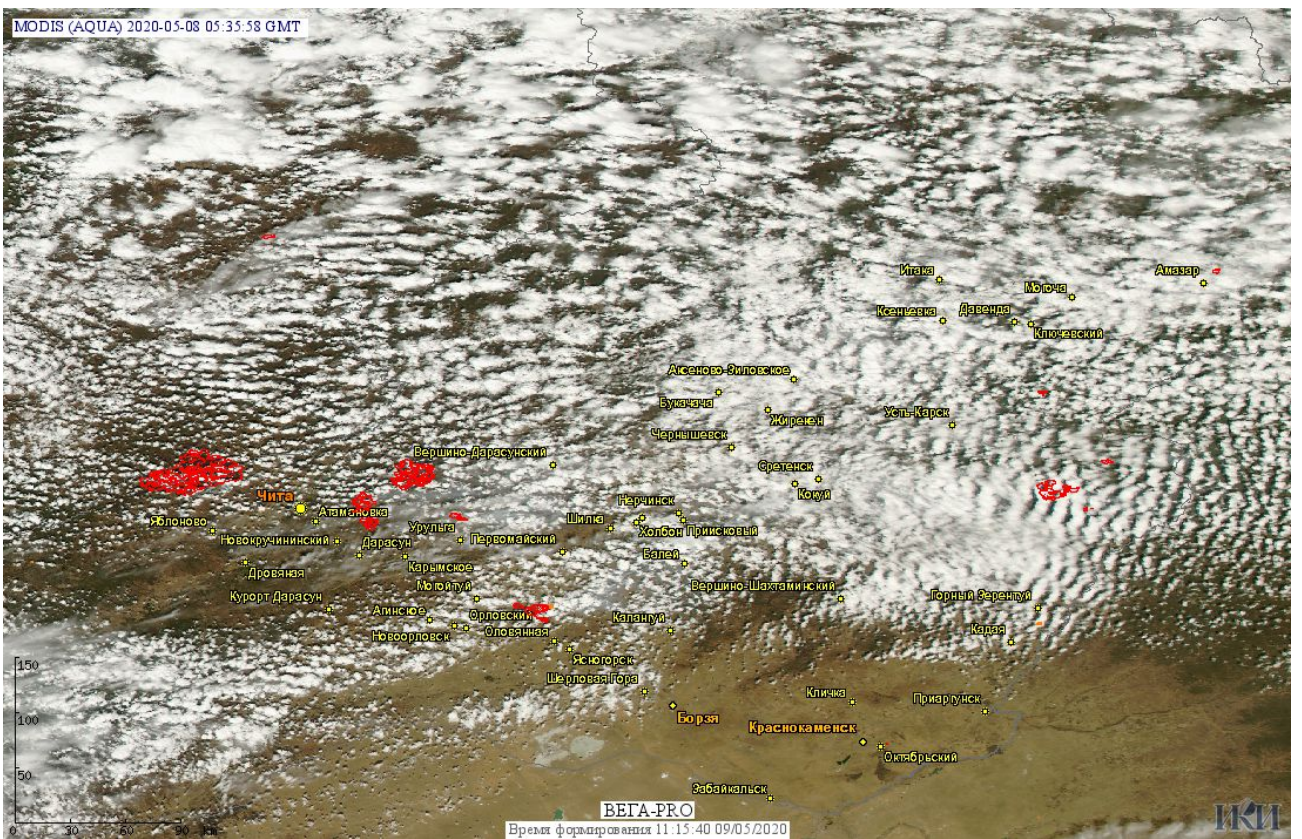 MODIS (AQUA) 2020-05-08 05:35:58 GMT
Итака
Амазар
Могоча
Ксеньевка
Давенда
Ключевский
Аксеново-Зиловское
Букачача
Жирекен
Усть-Карск
Чернышевск
Вершино-Дарасунский
Сретенск
Кокуй
Чита
Атамановка
Нерчинск
Яблоново
Урульга
Шилка
Холбон
Приисковый
Новокручининский
Дарасун
Первомайский
Балей
Дровяная
Карымское
Могойтуй
Вершино-Шахтаминский
Курорт-Дарасун
Агинское
Орловский
Калангуй
Горный Зерентуй
Новоорловск
Оловянная
Кадая
Ясногорск
150
Шерловая Гора
Кличка
Приаргунск
100
Борзя
Краснокаменск
Октябрьский
50
Забайкальск
ВЕГА-PRO
0 30 60 90 км
ИКИ
Время формирования 11:15:40 09/05/2020